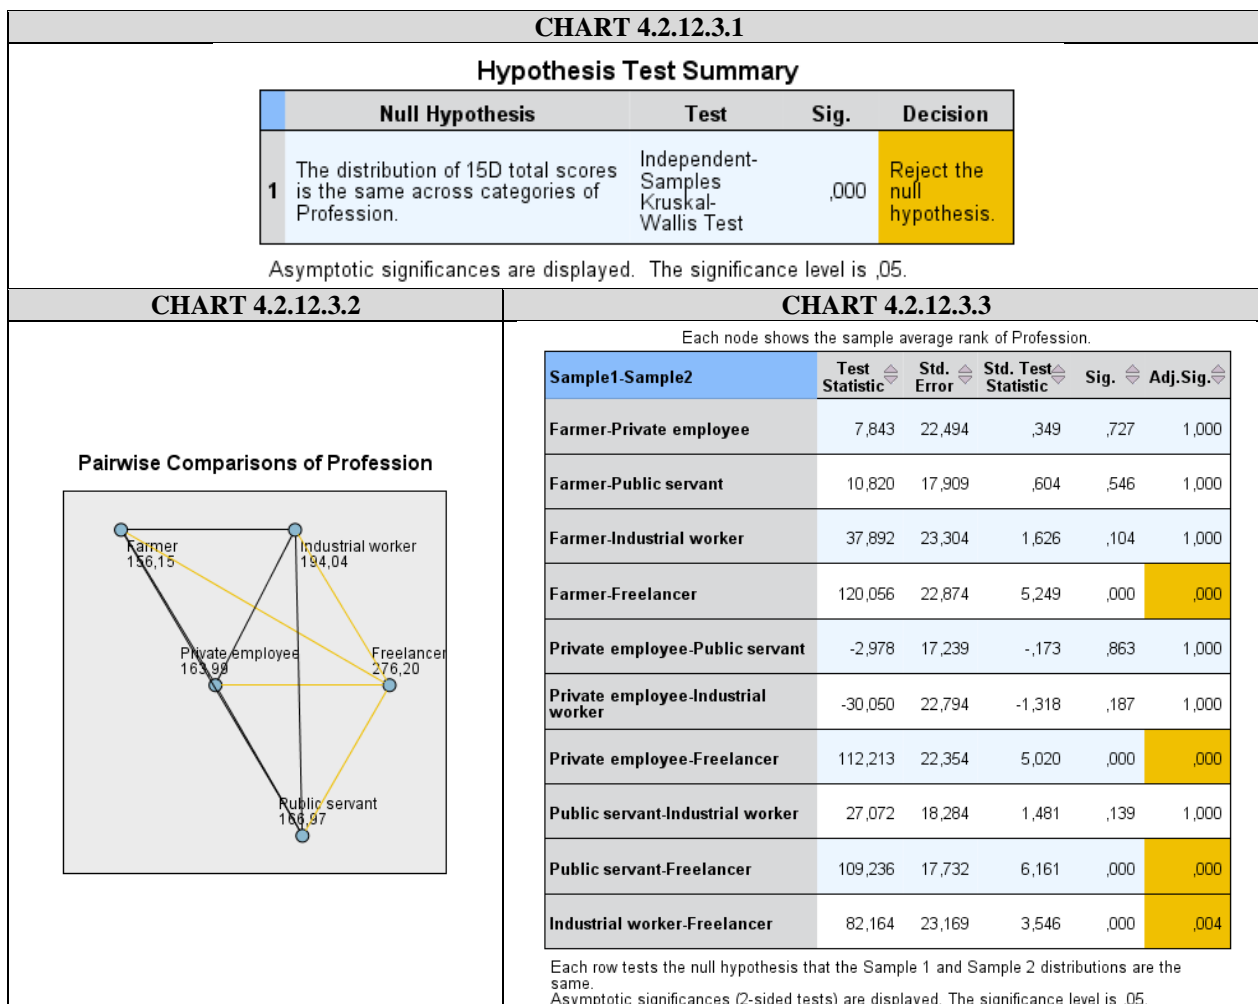 CHART 4.2.12.3.1
Hypothesis Test Summary
Null Hypothesis Test Sig. Decision
1 The distribution of 15D total scores is the same across categories of Profession. Independent-Samples Kruskal-Wallis Test ,000 Reject the null hypothesis.
Asymptotic significances are displayed. The significance level is ,05.
CHART 4.2.12.3.2
Pairwise Comparisons of Profession
Farmer
156,15
Industrial worker
194,04
Private employee
163,99
Freelancer
276,20
Public servant
166,97
CHART 4.2.12.3.3
Each node shows the sample average rank of Profession.
Sample1-Sample2 Test Statistic Std. Error Std. Test Statistic Sig. Adj.Sig.
Farmer-Private employee 7,843 22,494 ,349 ,727 1,000
Farmer-Public servant 10,820 17,909 ,604 ,546 1,000
Farmer-Industrial worker 37,892 23,304 1,626 ,104 1,000
Farmer-Freelancer 120,056 22,874 5,249 ,000 ,000
Private employee-Public servant -2,978 17,239 -,173 ,863 1,000
Private employee-Industrial worker -30,050 22,794 -1,318 ,187 1,000
Private employee-Freelancer 112,213 22,354 5,020 ,000 ,000
Public servant-Industrial worker 27,072 18,284 1,481 ,139 1,000
Public servant-Freelancer 109,236 17,732 6,161 ,000 ,000
Industrial worker-Freelancer 82,164 23,169 3,546 ,000 ,004
Each row tests the null hypothesis that the Sample 1 and Sample 2 distributions are the
same.
Asymptotic significances (2-sided tests) are displayed. The significance level is ,05.